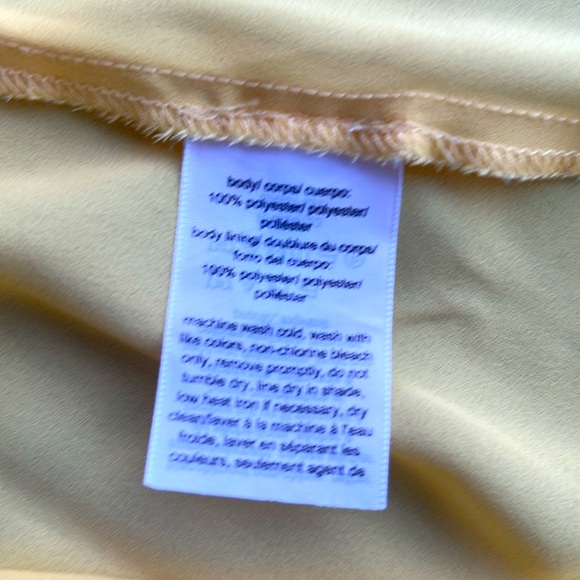 body/ corps/ cuerpo:
100% polyester/ polyester/
poliéster
body lining/ doublure du corps/
forro del cuerpo:
100% polyester/ polyester/
poliéster
machine wash cold, wash with
like colors, non-chlorine bleach
only, remove promptly, do not
tumble dry, line dry in shade,
low heat iron if necessary, dry
clean/laver à la machine à l'eau
froide, laver en séparant les
couleurs, seulement agent de